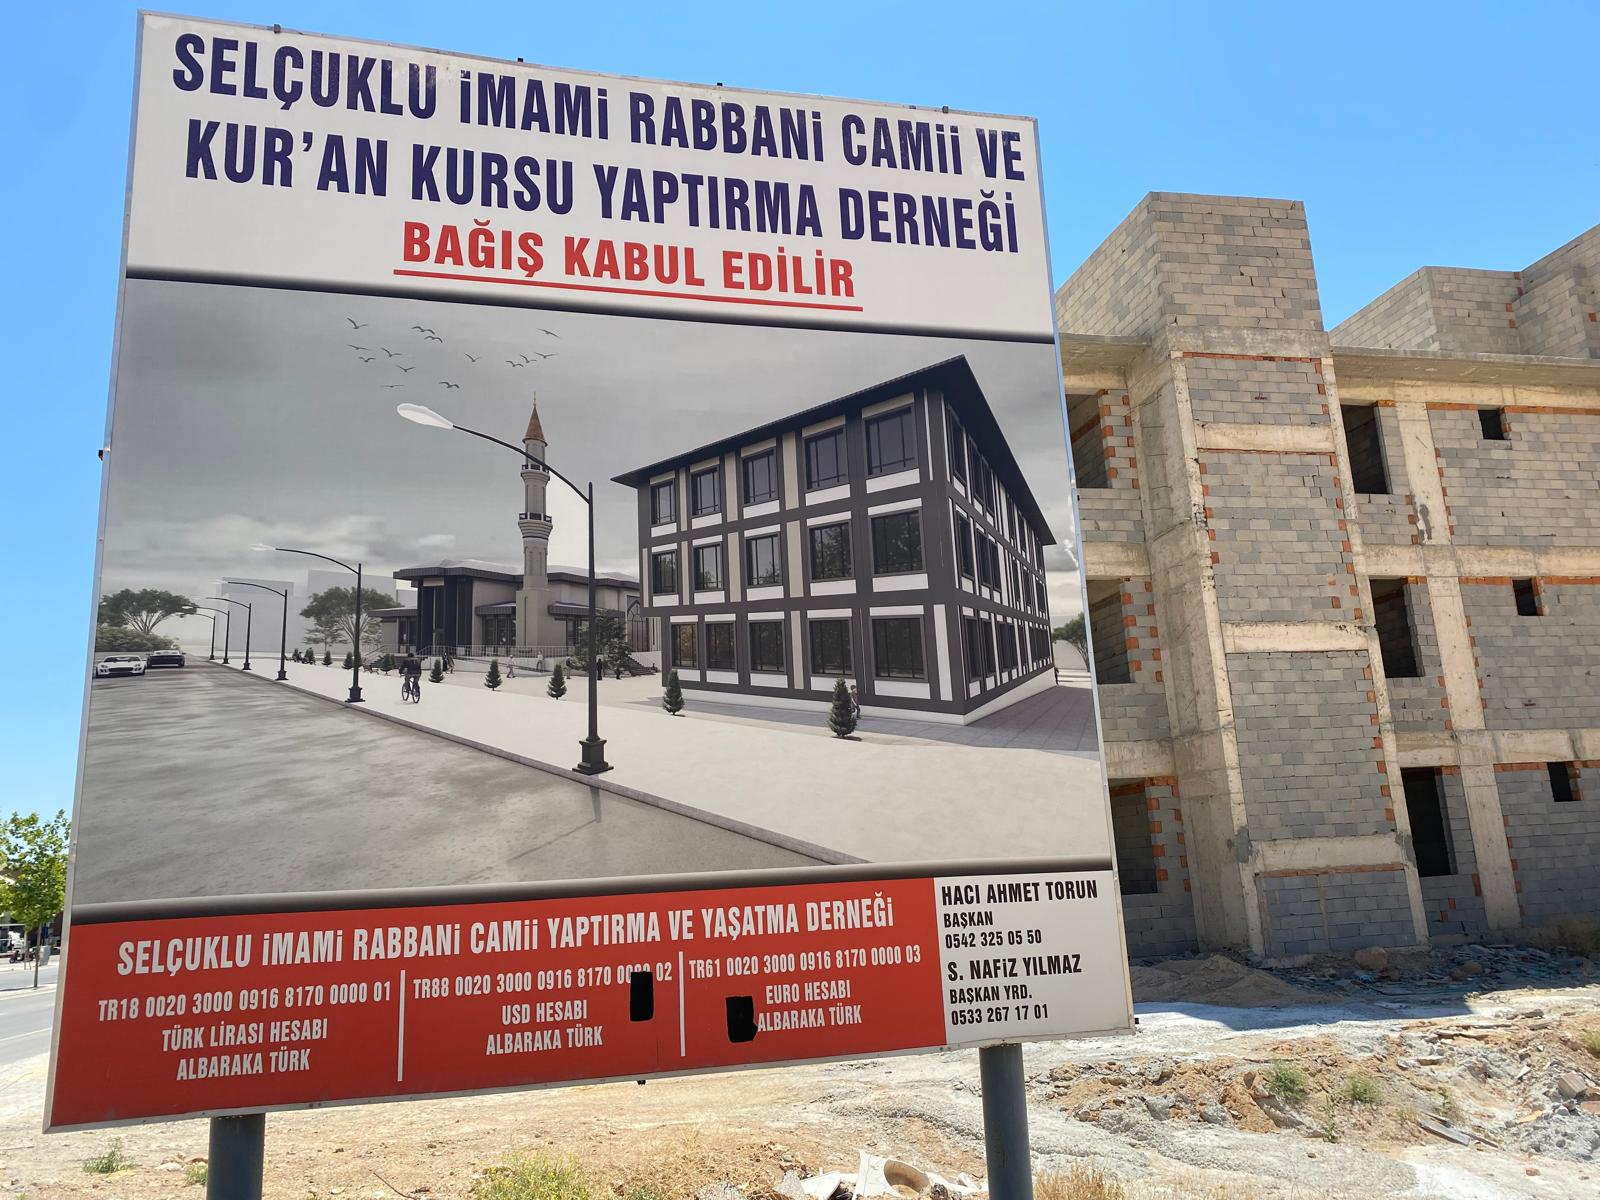 SELÇUKLU İMAMİ RABBANİ CAMİİ VE
KUR'AN KURSU YAPTIRMA DERNEĞİ
BAĞIŞ KABUL EDİLİR
SELÇUKLU İMAMİ RABBANİ CAMİİ YAPTIRMA VE YAŞATMA DERNEĞİ
TR18 0020 3000 0916 8170 0000 01
TÜRK LİRASI HESABI
ALBARAKA TÜRK
TR88 0020 3000 0916 8170 02
USD HESABI
ALBARAKA TÜRK
TR61 0020 3000 0916 8170 0000 03
EURO HESABI
ALBARAKA TÜRK
HACI AHMET TORUN
BAŞKAN
0542 325 05 50
S. NAFİZ YILMAZ
BAŞKAN YRD.
0533 267 17 01